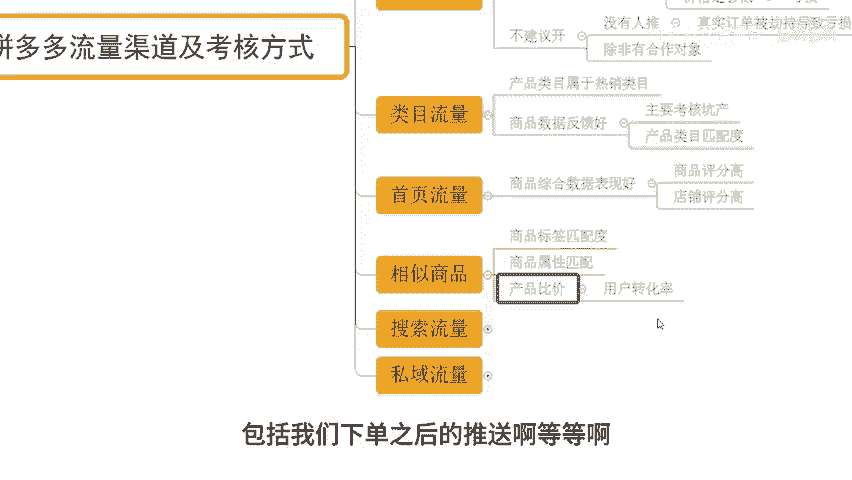 没有人推
真实订单被劫持导致亏损
不建议开
除非有合作对象
拼多多流量渠道及考核方式
产品类目属于热销类目
类目流量
主要考核坑产
商品数据反馈好
产品类目匹配度
商品评分高
首页流量
商品综合数据表现好
店铺评分高
商品标签匹配度
相似商品
商品属性匹配
产品比价
用户转化率
搜索流量
私域流量
包括我们下单之后的推送啊等等啊